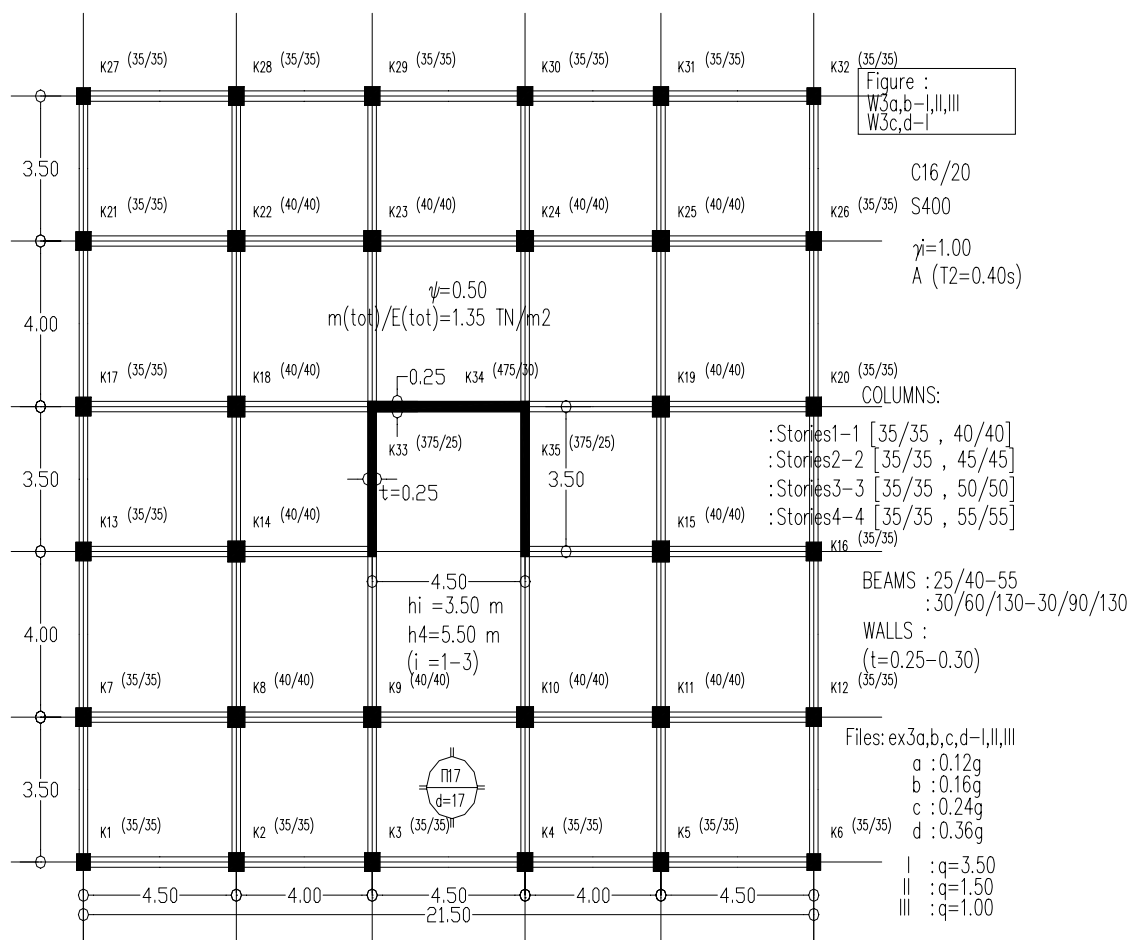 K27 (35/35)
K28 (35/35)
K29 (35/35)
K30 (35/35)
K31 (35/35)
K32 (35/35)
Figure :
W3a,b-I,II,III
W3c,d-I
3.50
C16/20
K21 (35/35)
K22 (40/40)
K23 (40/40)
K24 (40/40)
K25 (40/40)
K26 (35/35)
S400
γi=1.00
A (T2=0.40s)
ψ=0.50
m(tot)/E(tot)=1.35 TN/m2
4.00
K17 (35/35)
K18 (40/40)
0.25
K34 (475/30)
K19 (40/40)
K20 (35/35)
COLUMNS:
K33 (375/25)
K35 (375/25)
:Stories1-1 [35/35 , 40/40]
:Stories2-2 [35/35 , 45/45]
:Stories3-3 [35/35 , 50/50]
:Stories4-4 [35/35 , 55/55]
3.50
t=0.25
3.50
K13 (35/35)
K14 (40/40)
K15 (40/40)
K16 (35/35)
4.50
BEAMS :25/40-55
:30/60/130-30/90/130
hi =3.50 m
h4=5.50 m
(i =1-3)
4.00
WALLS :
(t=0.25-0.30)
K7 (35/35)
K8 (40/40)
K9 (40/40)
K10 (40/40)
K11 (40/40)
K12 (35/35)
Files: ex3a,b,c,d-I,II,III
a :0.12g
b :0.16g
c :0.24g
d :0.36g
Π17
d=17
3.50
K1 (35/35)
K2 (35/35)
K3 (35/35)
K4 (35/35)
K5 (35/35)
K6 (35/35)
I :q=3.50
II :q=1.50
III :q=1.00
4.50
4.00
4.50
4.00
4.50
21.50